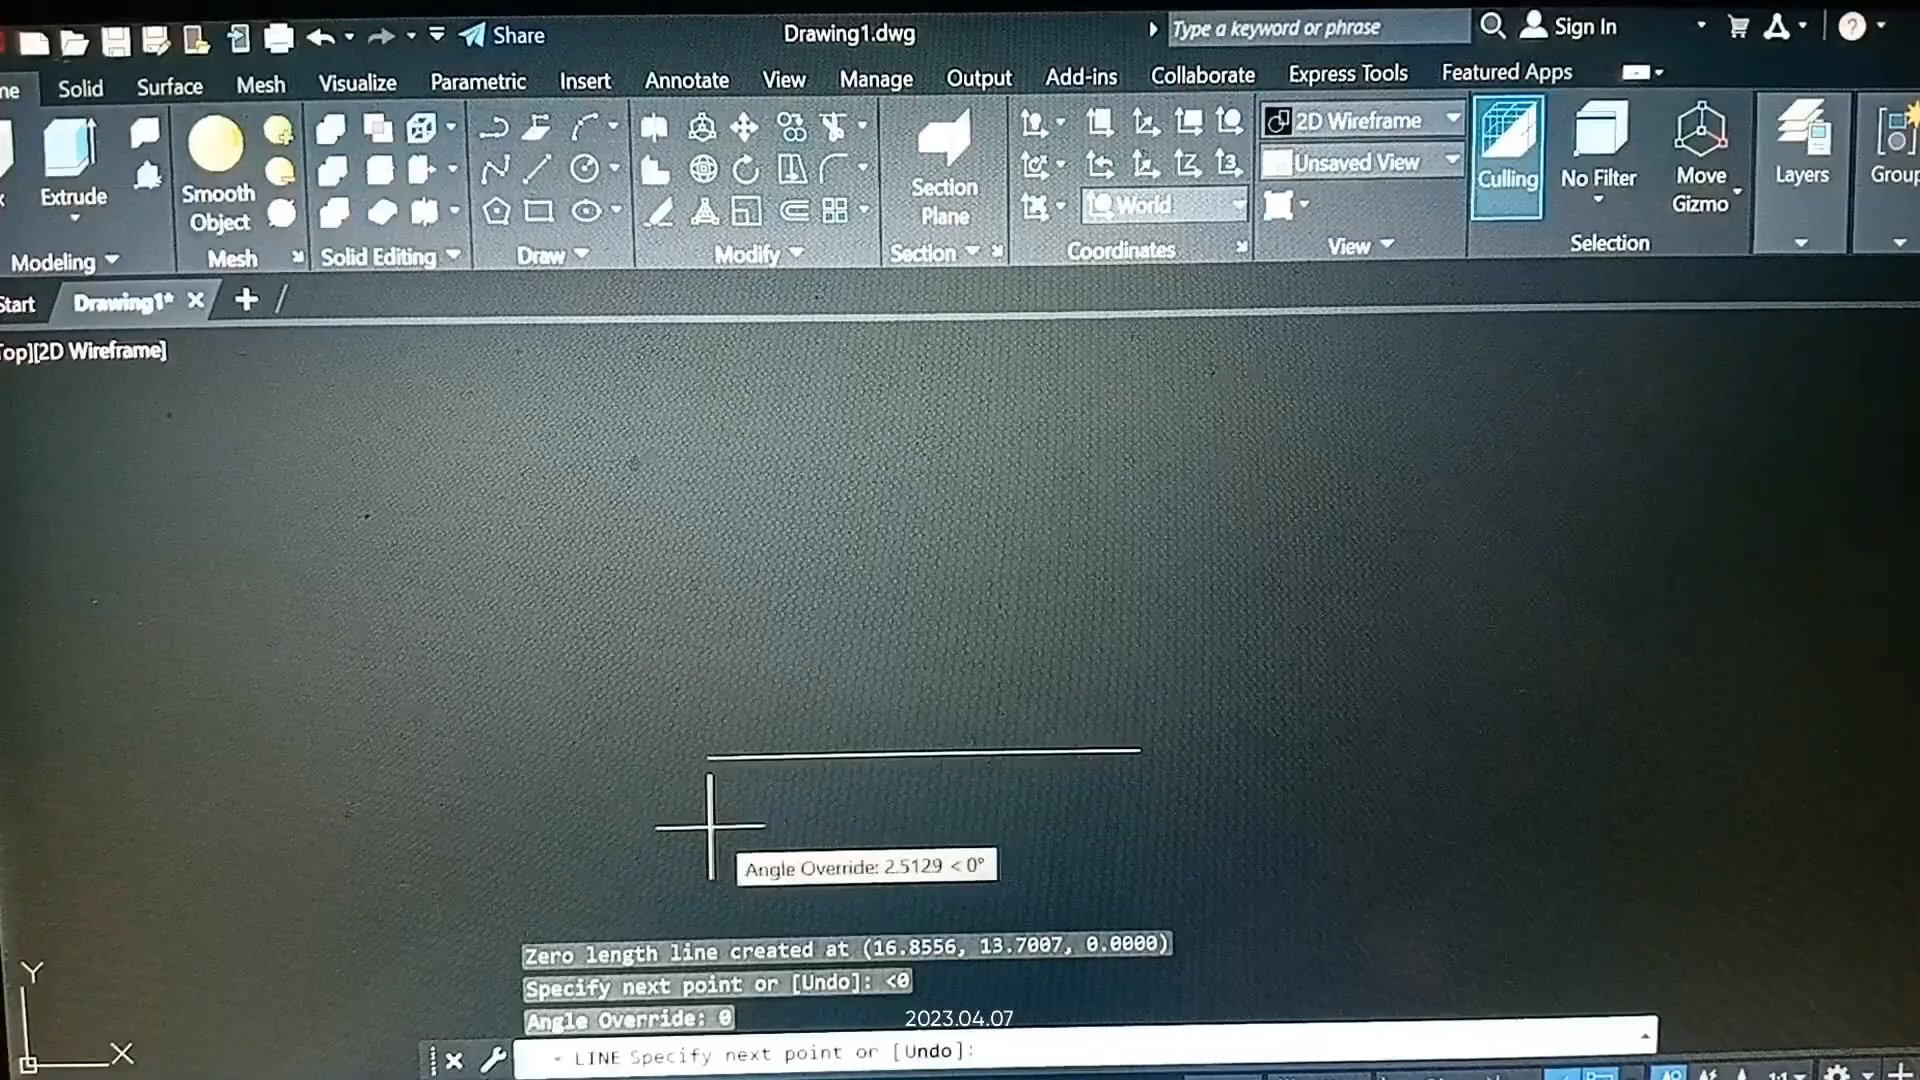 Share
Drawing1.dwg
Type a keyword or phrase
Sign In
?
Solid
Surface
Mesh
Visualize
Parametric
Insert
Annotate
View
Manage
Output
Add-ins
Collaborate
Express Tools
Featured Apps
Extrude
Smooth
Object
Section
Plane
World
2D Wireframe
Unsaved View
Culling
No Filter
Move
Gizmo
Layers
Modeling
Mesh
Solid Editing
Draw
Modify
Section
Coordinates
View
Selection
Start
Drawing1*
Top][2D Wireframe]
Angle Override: 2.5129 < 0°
Zero length line created at (16.8556, 13.7007, 0.0000)
Specify next point or [Undo]: <0
Angle Override: 0
2023.04.07
LINE Specify next point or [Undo]:
Y
X